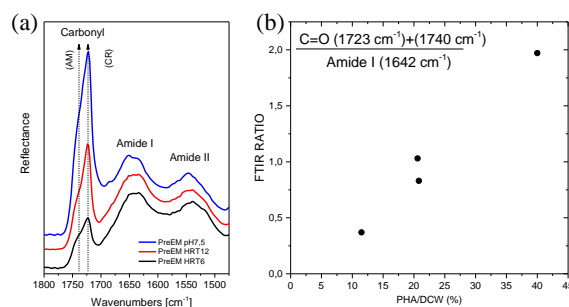 (a)
Carbonyl
(AM)
(CR)
Amide I
Amide II
Reflectance
PreEM pH7,5
PreEM HRT12
PreEM HRT6
1800 1750 1700 1650 1600 1550 1500
Wavenumbers [cm⁻¹]
(b)
C=O (1723 cm⁻¹)+(1740 cm⁻¹)
Amide I (1642 cm⁻¹)
FTIR RATIO
2,0
1,5
1,0
0,5
0,0
0 5 10 15 20 25 30 35 40 45
PHA/DCW (%)